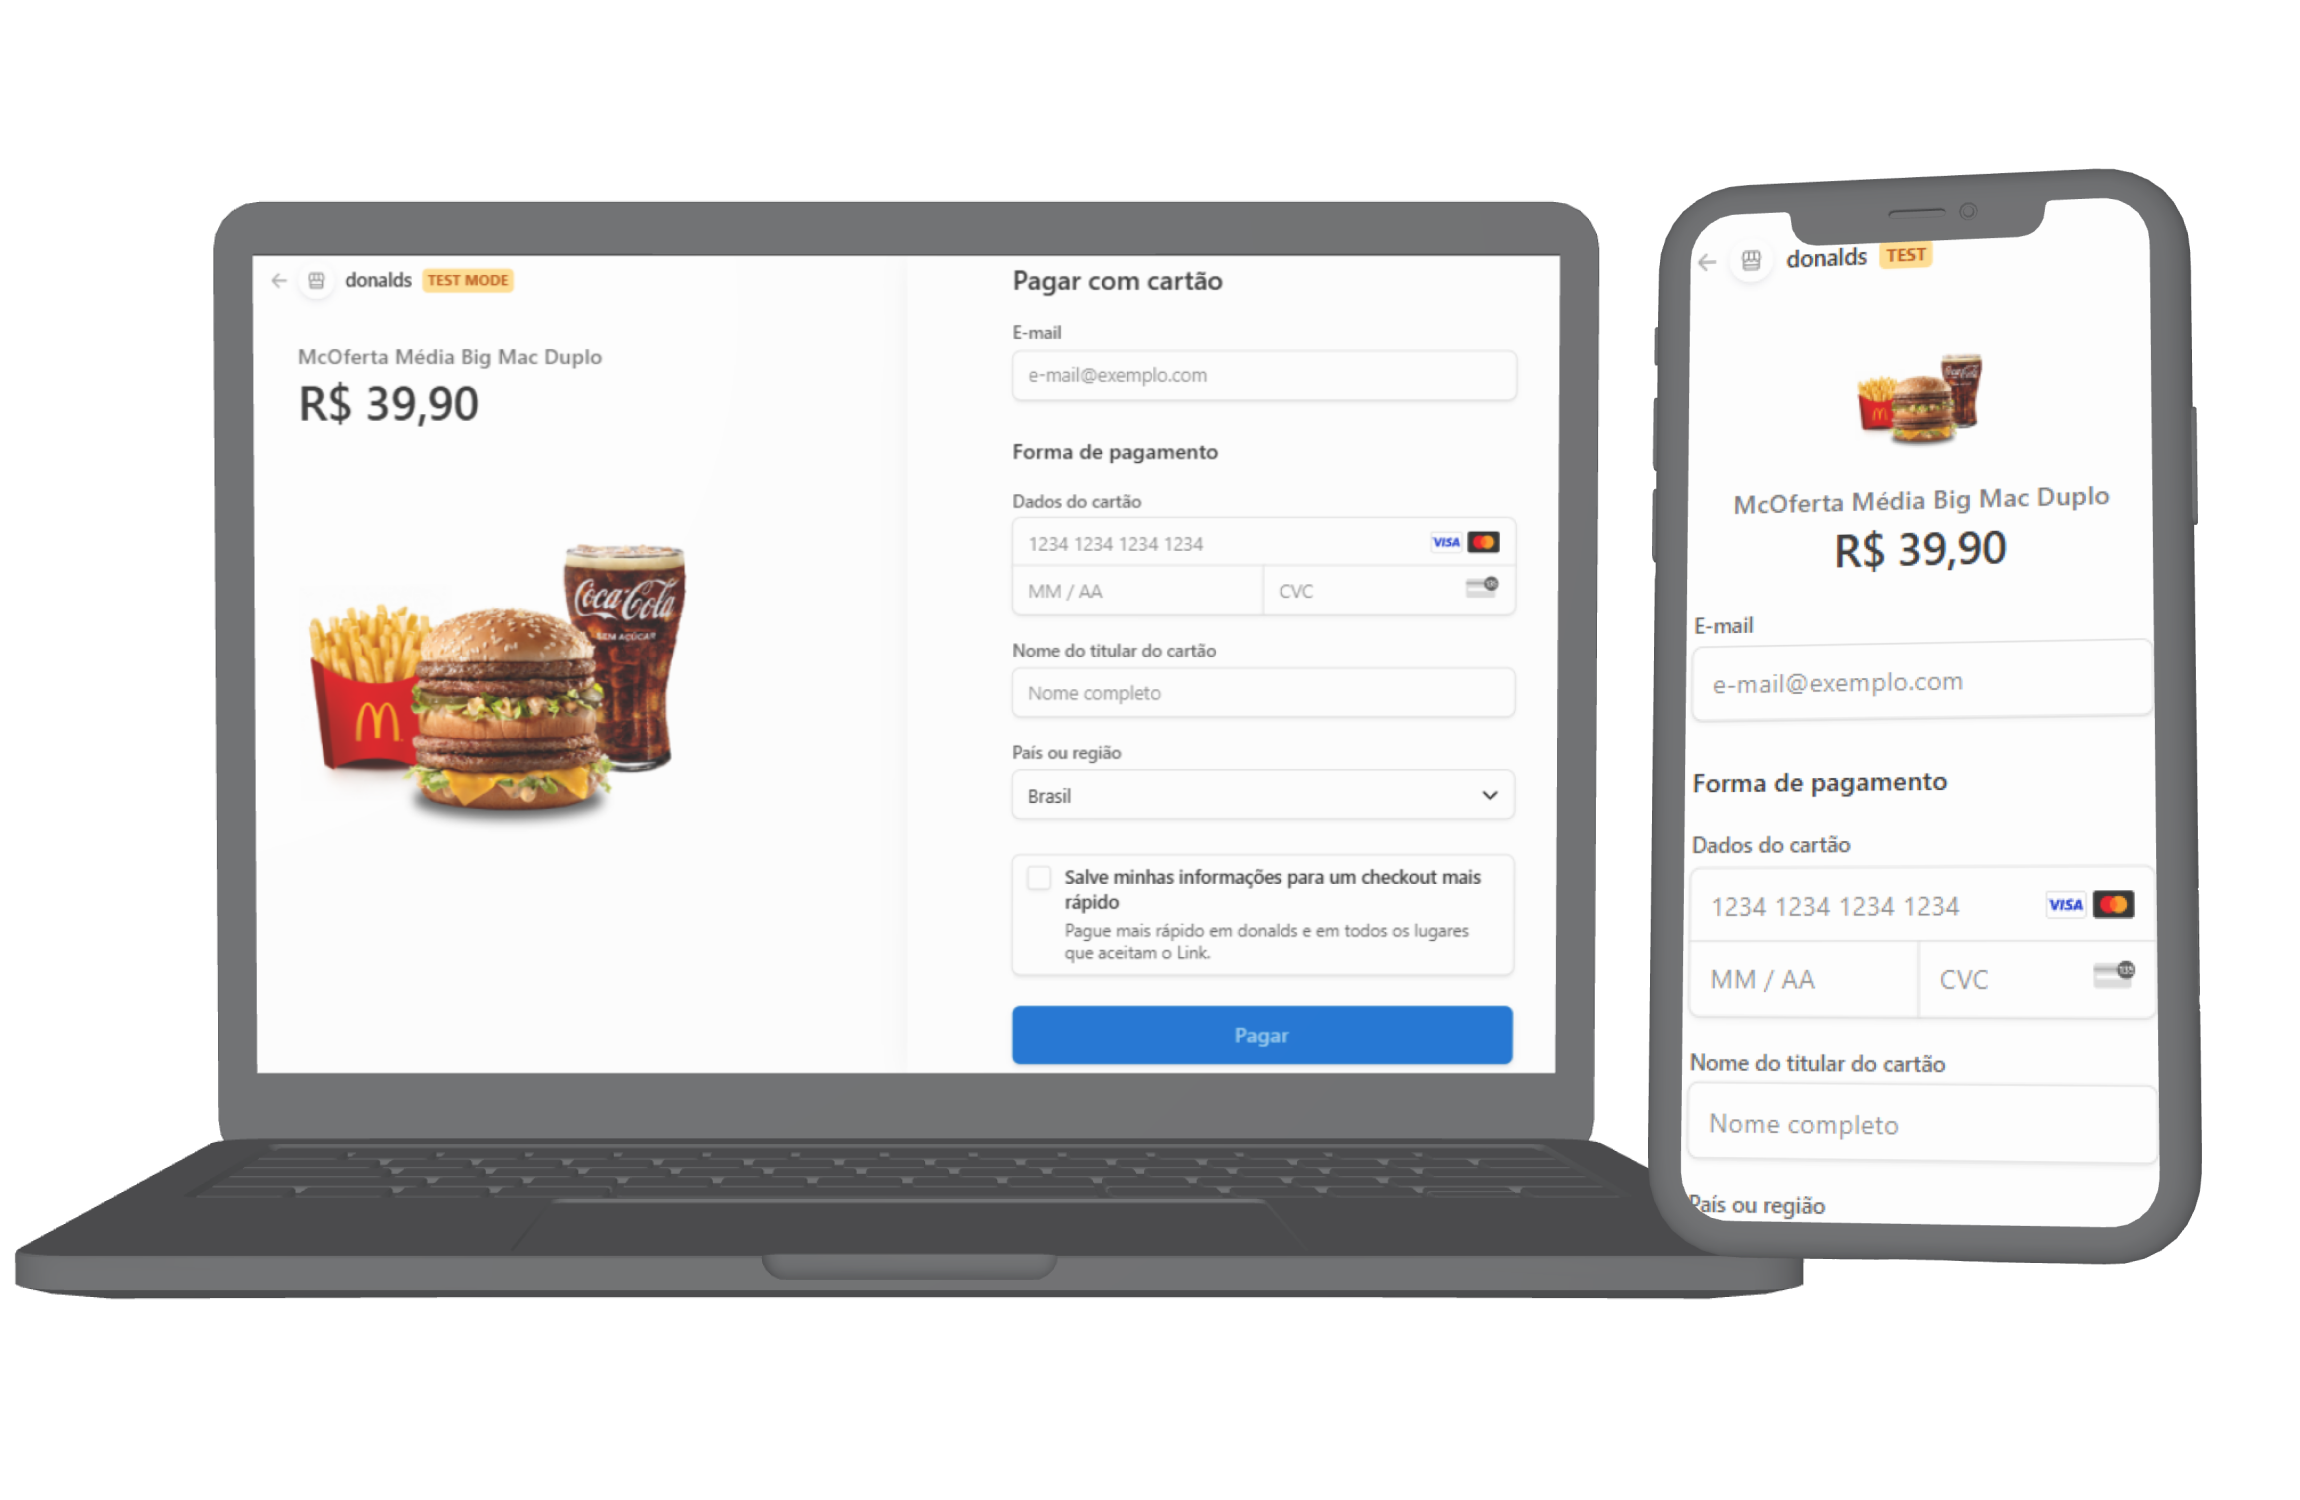 donalds TEST MODE
McOferta Média Big Mac Duplo
R$ 39,90
Coca-Cola
SEM AÇÚCAR
Pagar com cartão
E-mail
e-mail@exemplo.com
Forma de pagamento
Dados do cartão
1234 1234 1234 1234 VISA
MM / AA CVC
Nome do titular do cartão
Nome completo
País ou região
Brasil
Salve minhas informações para um checkout mais
rápido
Pague mais rápido em donalds e em todos os lugares
que aceitam o Link.
Pagar
donalds TEST
Coca-Cola
McOferta Média Big Mac Duplo
R$ 39,90
E-mail
e-mail@exemplo.com
Forma de pagamento
Dados do cartão
1234 1234 1234 1234 VISA
MM / AA CVC
Nome do titular do cartão
Nome completo
País ou região